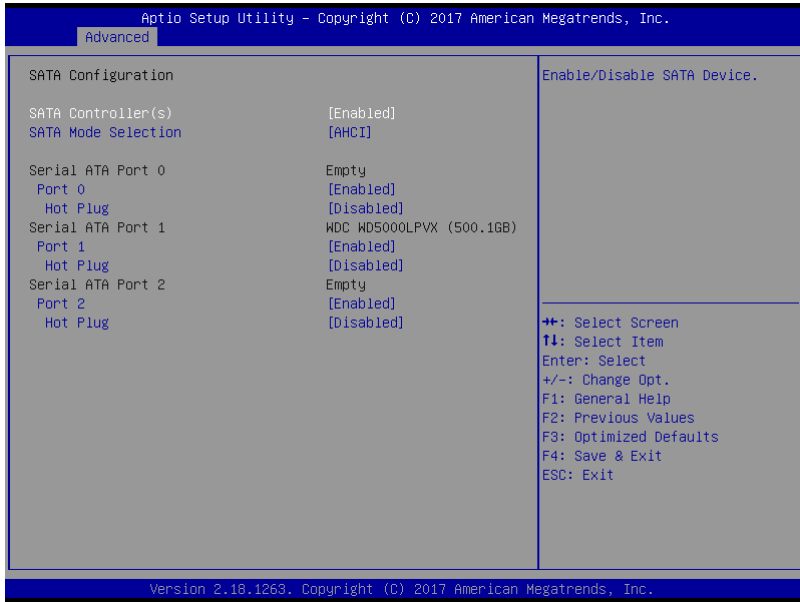 Aptio Setup Utility – Copyright (C) 2017 American Megatrends, Inc.
Advanced
SATA Configuration
SATA Controller(s) [Enabled]
SATA Mode Selection [AHCI]
Serial ATA Port 0 Empty
Port 0 [Enabled]
Hot Plug [Disabled]
Serial ATA Port 1 WDC WD5000LPVX (500.1GB)
Port 1 [Enabled]
Hot Plug [Disabled]
Serial ATA Port 2 Empty
Port 2 [Enabled]
Hot Plug [Disabled]
Enable/Disable SATA Device.
→←: Select Screen
↑↓: Select Item
Enter: Select
+/-: Change Opt.
F1: General Help
F2: Previous Values
F3: Optimized Defaults
F4: Save & Exit
ESC: Exit
Version 2.18.1263. Copyright (C) 2017 American Megatrends, Inc.